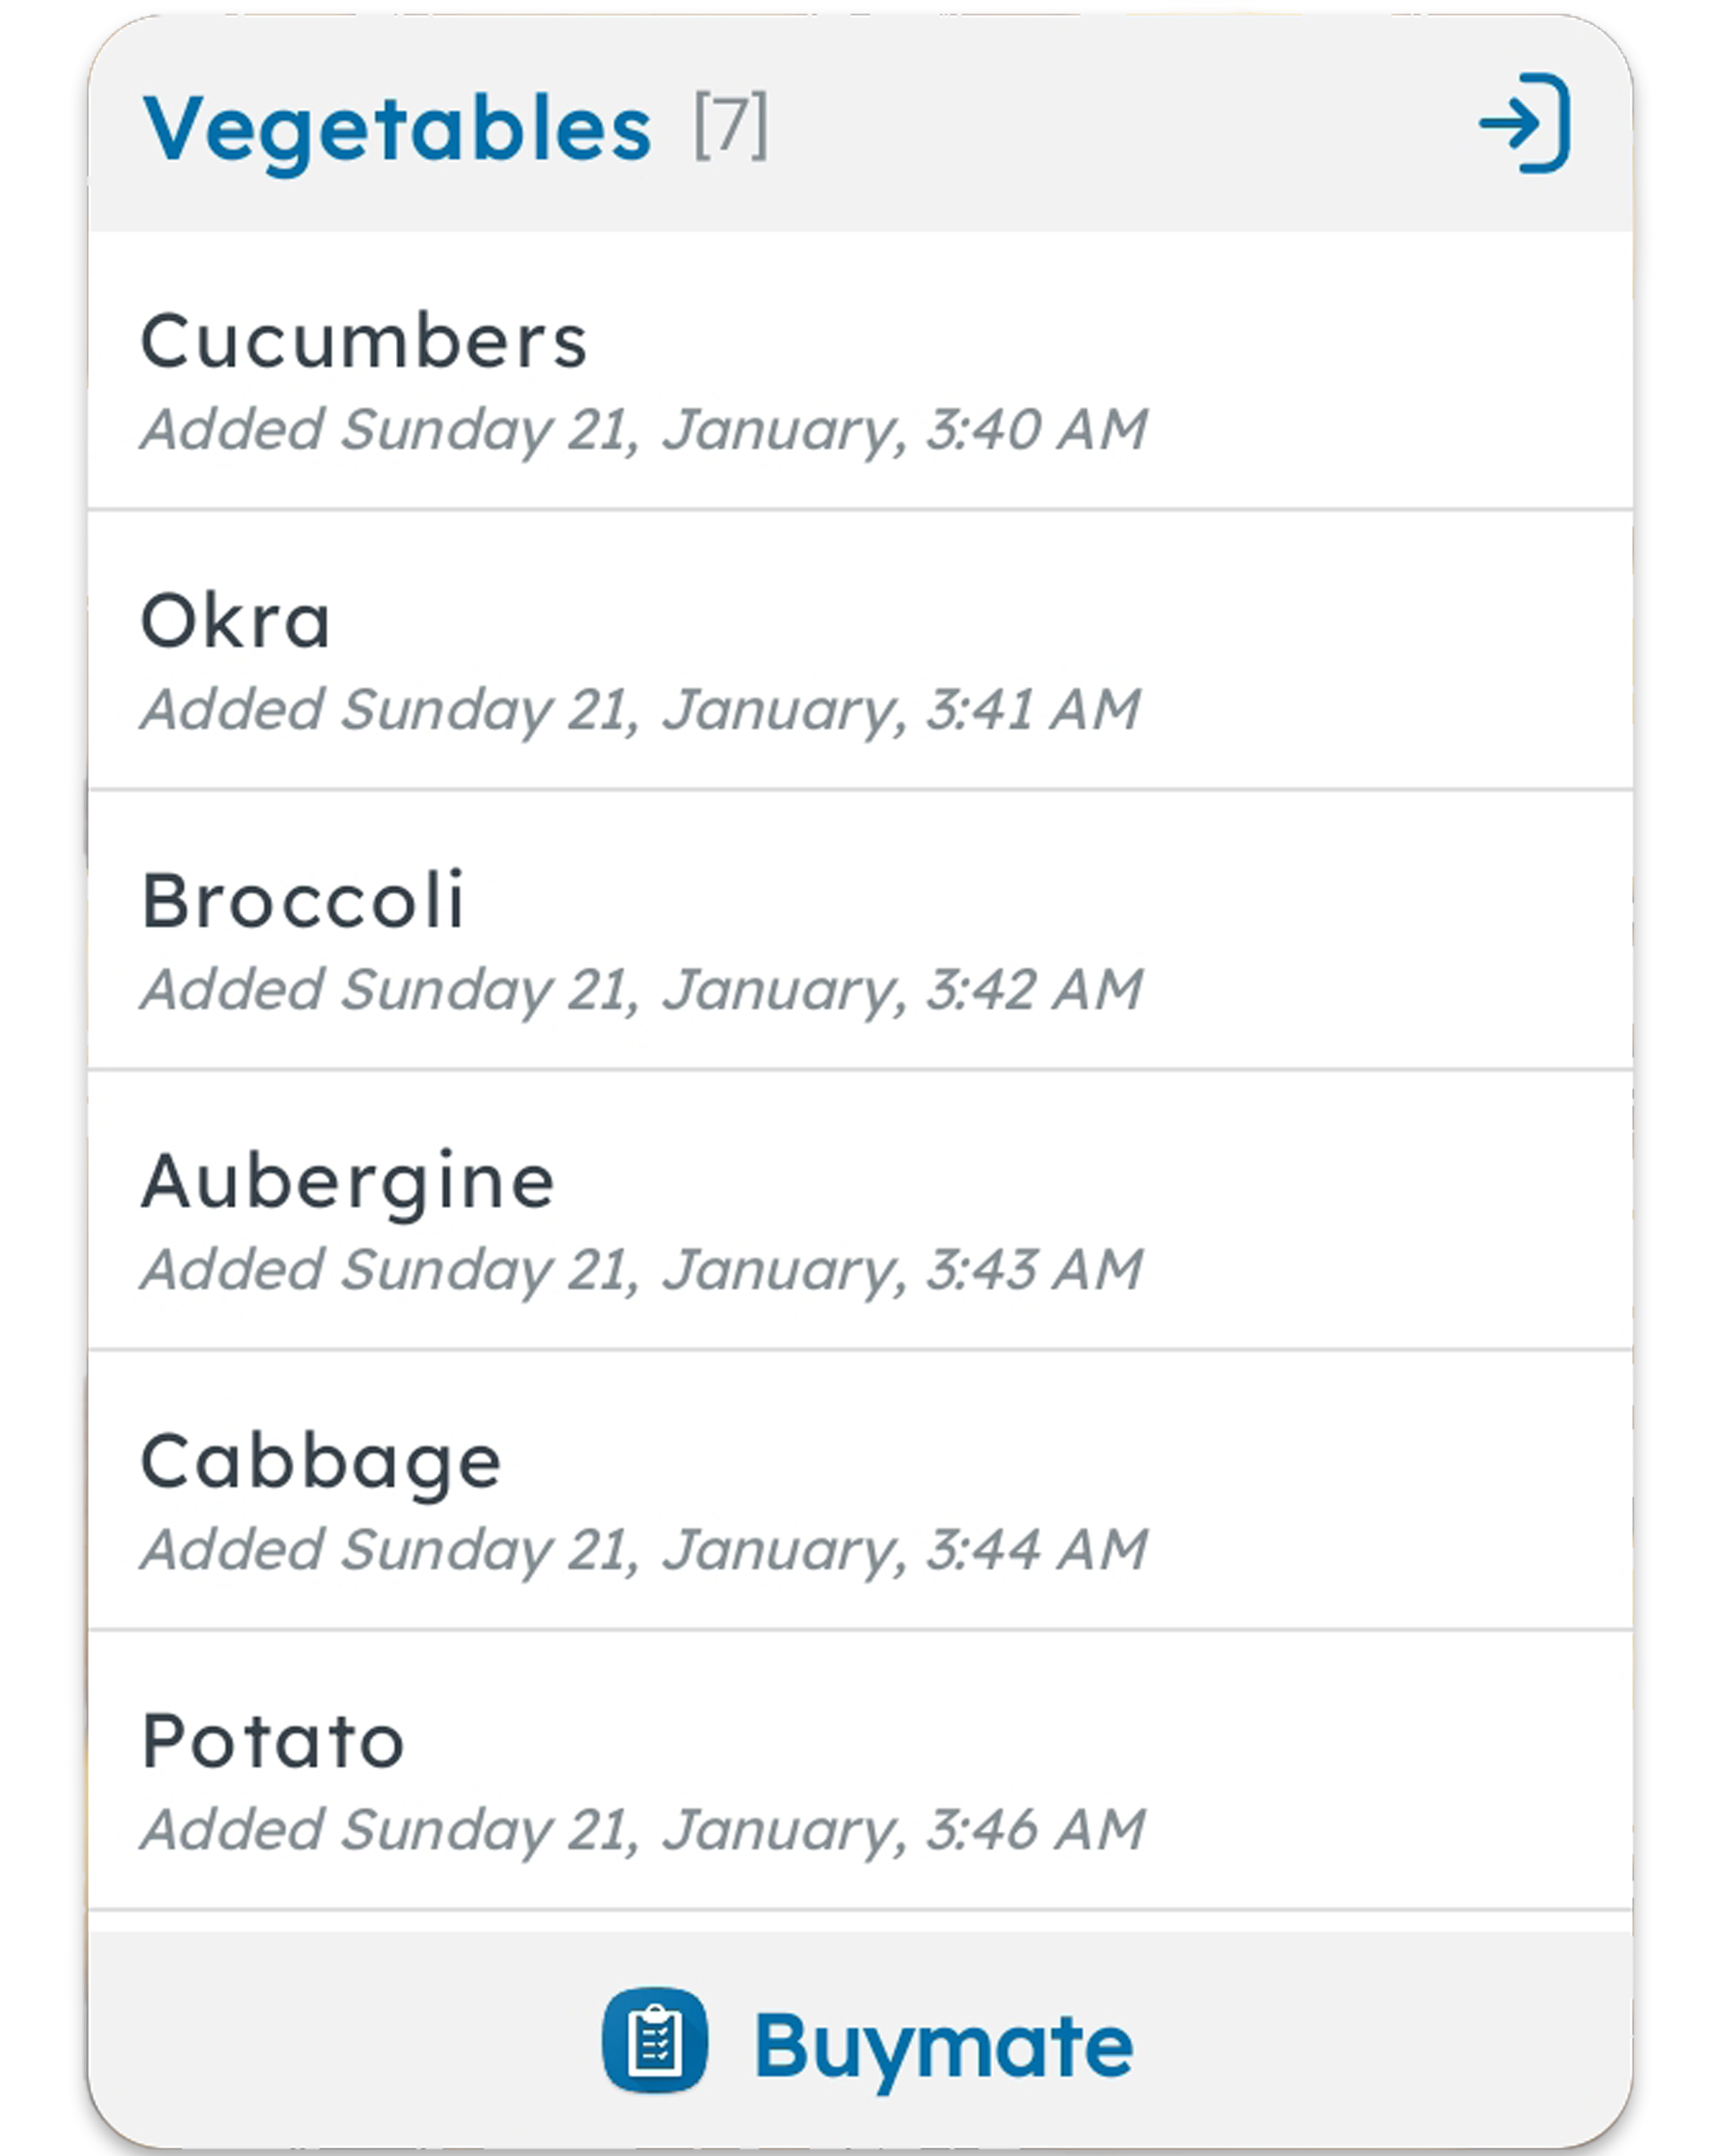 Vegetables [7]
Cucumbers
Added Sunday 21, January, 3:40 AM
Okra
Added Sunday 21, January, 3:41 AM
Broccoli
Added Sunday 21, January, 3:42 AM
Aubergine
Added Sunday 21, January, 3:43 AM
Cabbage
Added Sunday 21, January, 3:44 AM
Potato
Added Sunday 21, January, 3:46 AM
Buymate